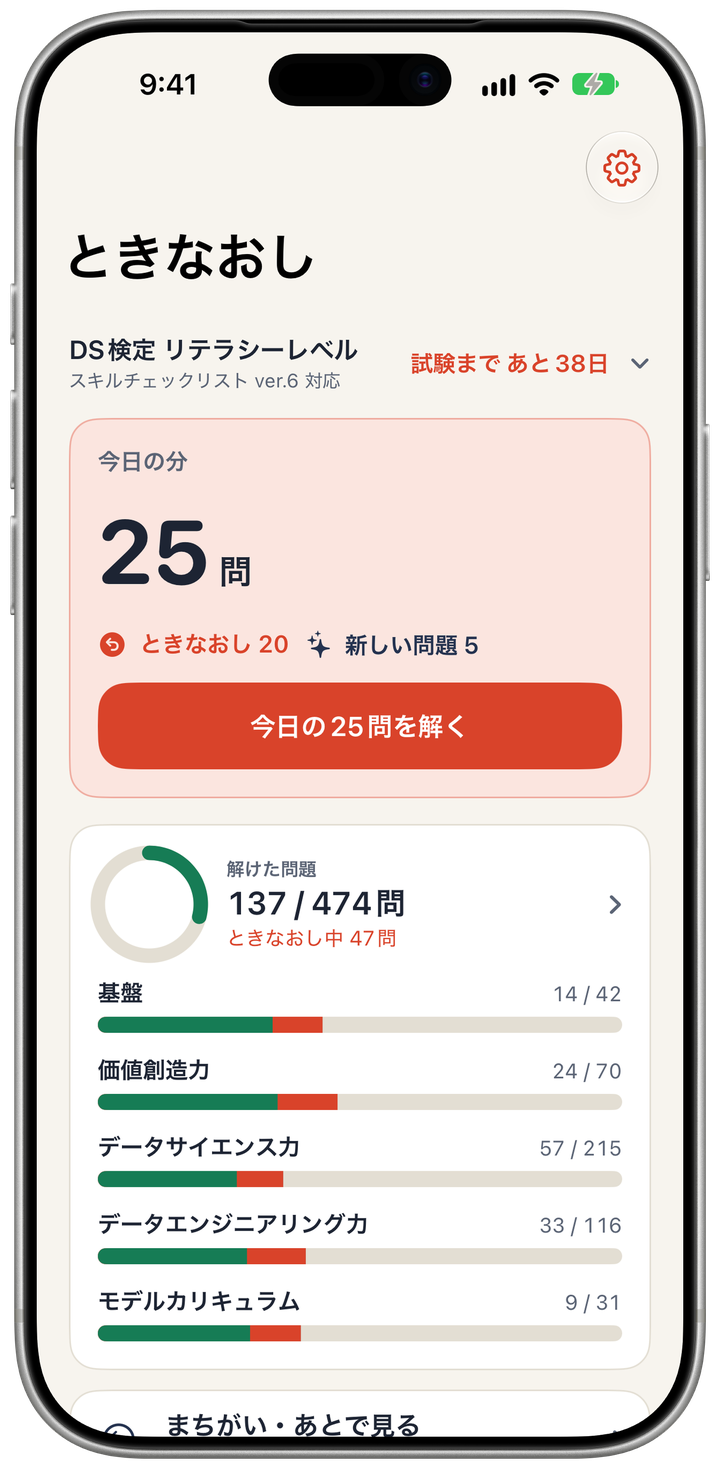 9:41
ときなおし
DS検定 リテラシーレベル
スキルチェックリスト ver.6 対応
試験まで あと38日
今日の分
25 問
ときなおし 20 新しい問題 5
今日の25問を解く
解けた問題
137 / 474問
ときなおし中 47問
基盤 14 / 42
価値創造力 24 / 70
データサイエンス力 57 / 215
データエンジニアリング力 33 / 116
モデルカリキュラム 9 / 31
まちがい・あとで見る